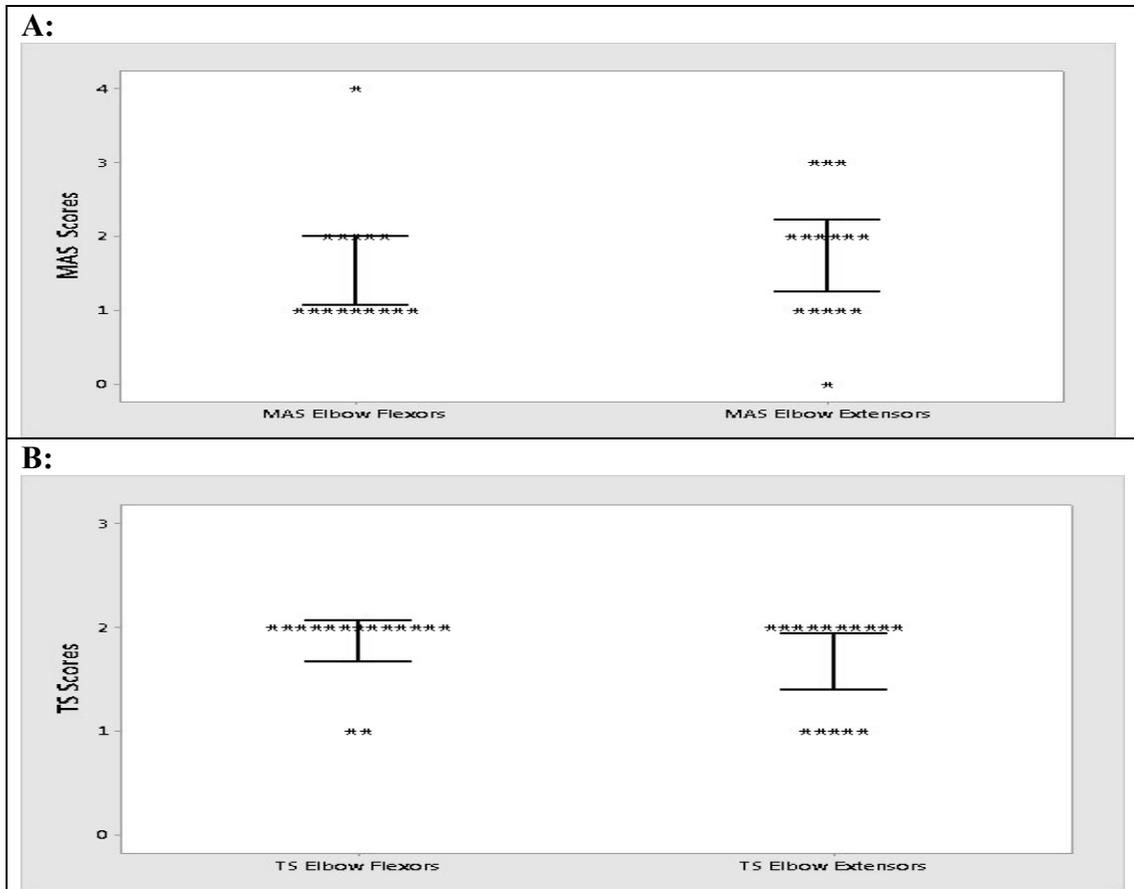 A:
MAS Scores
4
3
2
1
0
MAS Elbow Flexors
MAS Elbow Extensors
B:
TS Scores
3
2
1
0
TS Elbow Flexors
TS Elbow Extensors